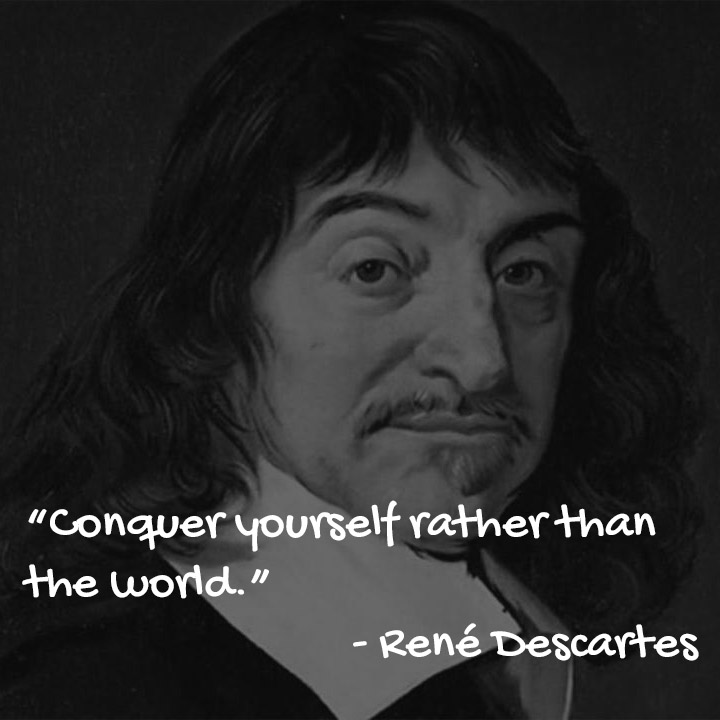 “Conquer yourself rather than
the world.”
- René Descartes